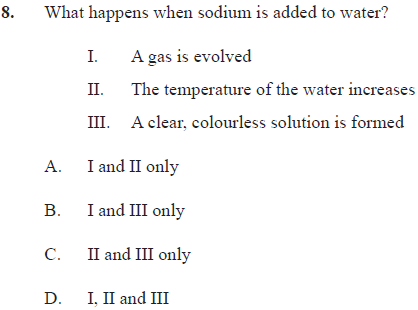 8. What happens when sodium is added to water?
I. A gas is evolved
II. The temperature of the water increases
III. A clear, colourless solution is formed
A. I and II only
B. I and III only
C. II and III only
D. I, II and III